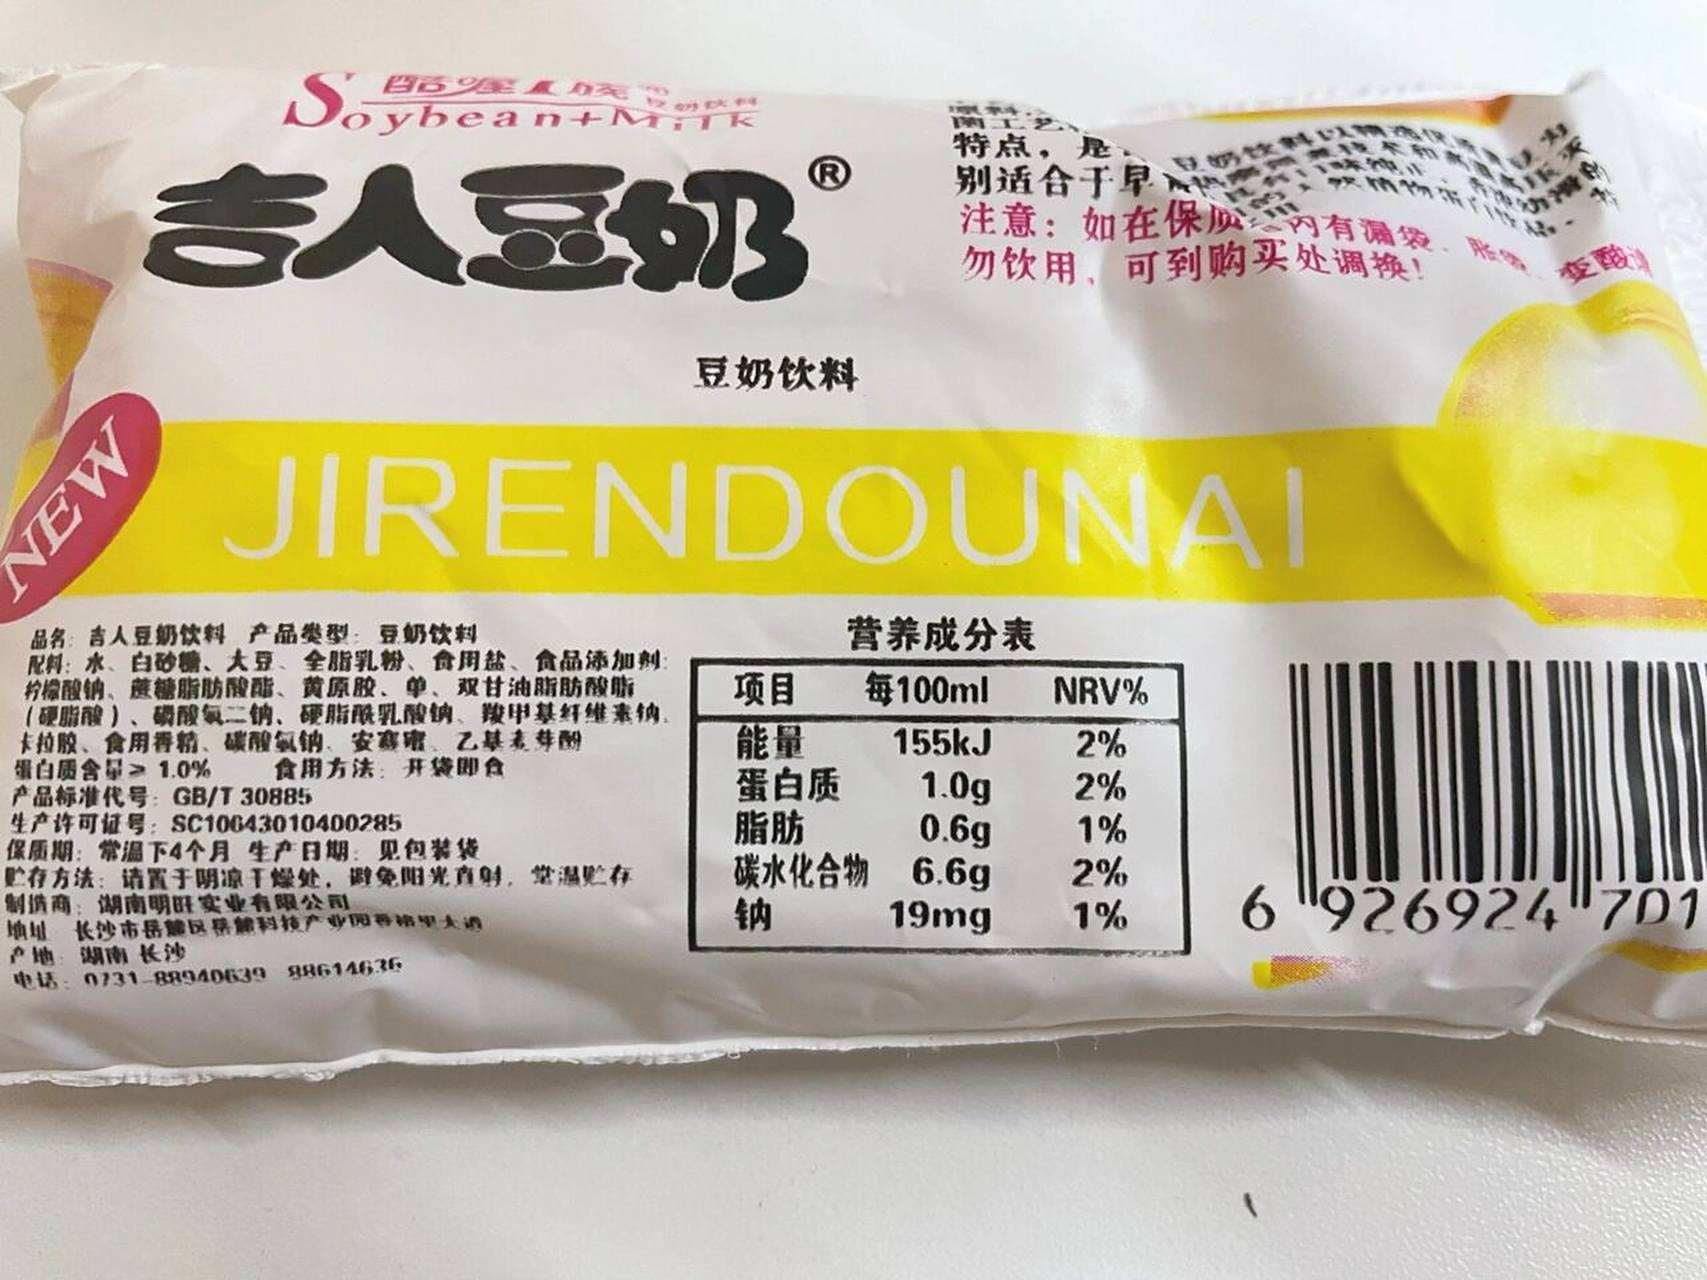 Soybean+Milk
豆奶饮料
吉人豆奶®
特点，是
别适合于早
注意：如在保质 内有漏袋、胀袋、变酸
勿饮用，可到购买处调换！
豆奶饮料
NEW
JIRENDOUNAI
品名：吉人豆奶饮料 产品类型：豆奶饮料
配料：水、白砂糖、大豆、全脂乳粉、食用盐、食品添加剂：
柠檬酸钠、蔗糖脂肪酸酯、黄原胶、单、双甘油脂肪酸脂
（硬脂酸）、磷酸氢二钠、硬脂酰乳酸钠、羧甲基纤维素钠、
卡拉胶、食用香精、碳酸氢钠、安赛蜜、乙基麦芽酚
蛋白质含量≥1.0% 食用方法：开袋即食
产品标准代号：GB/T 30885
生产许可证号：SC10643010400285
保质期：常温下4个月 生产日期：见包装袋
贮存方法：请置于阴凉干燥处，避免阳光直射，常温贮存
制造商：湖南明旺实业有限公司
地址 长沙市岳麓区岳麓科技产业园
产地 湖南 长沙
电话：0731-88940639 88614636
营养成分表
项目 每100ml NRV%
能量 155kJ 2%
蛋白质 1.0g 2%
脂肪 0.6g 1%
碳水化合物 6.6g 2%
钠 19mg 1%
6 926924 701